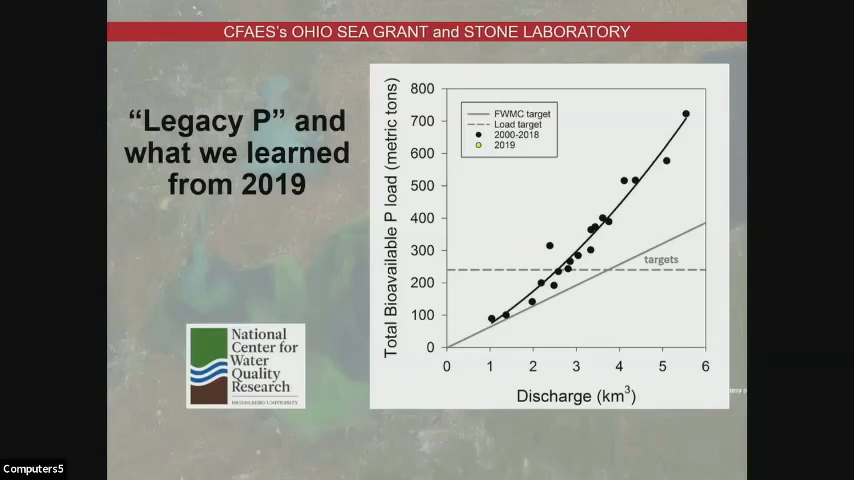 CFAES's OHIO SEA GRANT and STONE LABORATORY
"Legacy P" and
what we learned
from 2019
National
Center for
Water
Quality
Research
HEIDELBERG UNIVERSITY
Total Bioavailable P load (metric tons)
800
700
600
500
400
300
200
100
0
FWMC target
Load target
2000-2018
2019
targets
0 1 2 3 4 5 6
Discharge (km³)
Computers5